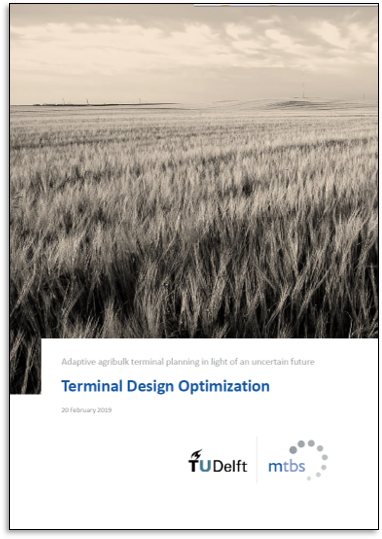 Adaptive agribulk terminal planning in light of an uncertain future
Terminal Design Optimization
20 February 2019
TUDelft
mtbs